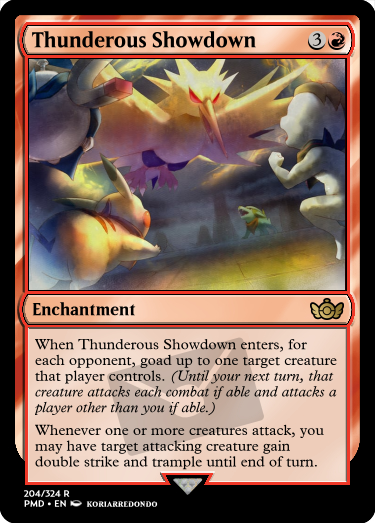 Thunderous Showdown 3
Enchantment
When Thunderous Showdown enters, for
each opponent, goad up to one target creature
that player controls. (Until your next turn, that
creature attacks each combat if able and attacks a
player other than you if able.)
Whenever one or more creatures attack, you
may have target attacking creature gain
double strike and trample until end of turn.
204/324 R
PMD • EN KORIARREDONDO